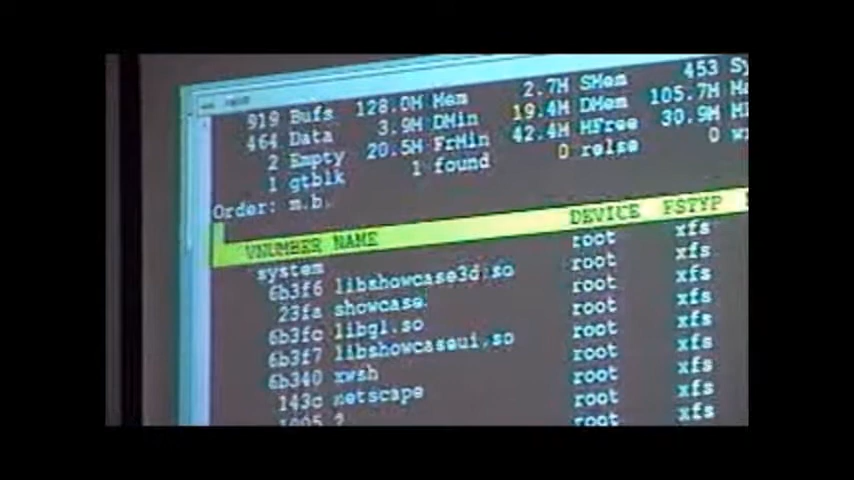 919 Bufs 128.0M Mem 2.7M SMem 453
464 Data 3.9M DMin 19.4M DMem 105.7M
2 Empty 20.5M FrMin 42.4M MFree 30.9M
1 gtblk 1 found 0 relse 0
Order: m.b.
VNUMBER NAME DEVICE FSTYP
system root xfs
6b3f6 libshowcase3d.so root xfs
23fa showcase root xfs
6b3fc libgl.so root xfs
6b3f7 libshowcaseui.so root xfs
6b340 xwsh root xfs
143c netscape root xfs
1005 ? root xfs